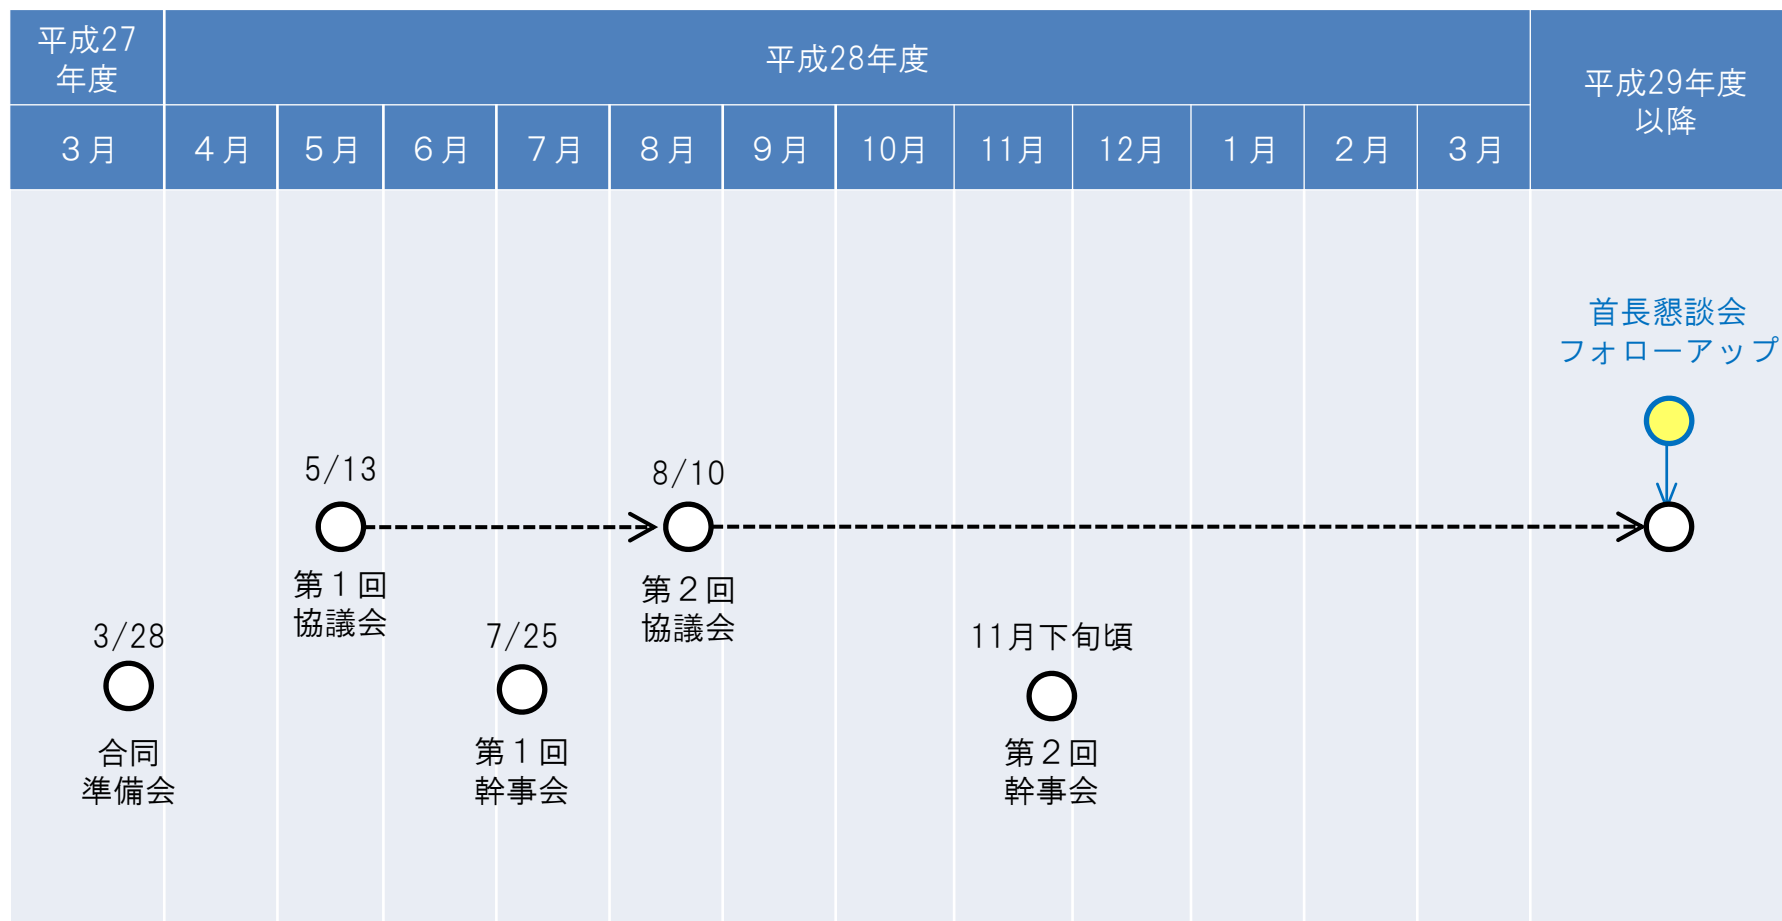 平成27
年度
平成28年度
平成29年度
以降
３月
４月
５月
６月
７月
８月
９月
10月
11月
12月
１月
２月
３月
首長懇談会
フォローアップ
5/13
8/10
第１回
協議会
第２回
協議会
3/28
7/25
11月下旬頃
合同
準備会
第１回
幹事会
第２回
幹事会